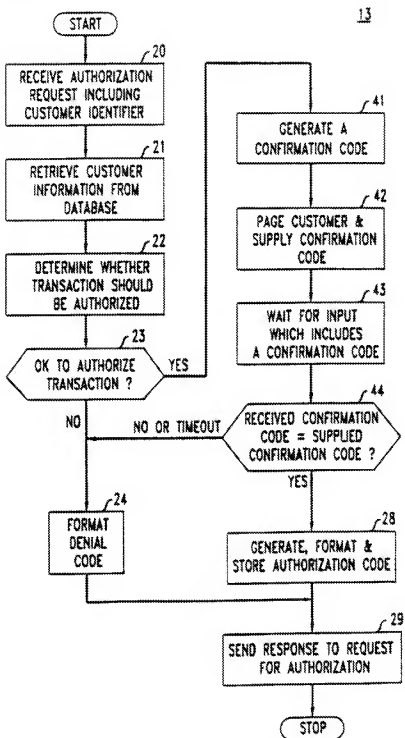 13
START
20
RECEIVE AUTHORIZATION
REQUEST INCLUDING
CUSTOMER IDENTIFIER
21
RETRIEVE CUSTOMER
INFORMATION FROM
DATABASE
22
DETERMINE WHETHER
TRANSACTION SHOULD
BE AUTHORIZED
23
OK TO AUTHORIZE
TRANSACTION ?
YES
NO
41
GENERATE A
CONFIRMATION CODE
42
PAGE CUSTOMER &
SUPPLY CONFIRMATION
CODE
43
WAIT FOR INPUT
WHICH INCLUDES
A CONFIRMATION CODE
44
RECEIVED CONFIRMATION
CODE = SUPPLIED
CONFIRMATION CODE ?
NO OR TIMEOUT
YES
24
FORMAT
DENIAL
CODE
28
GENERATE, FORMAT &
STORE AUTHORIZATION CODE
29
SEND RESPONSE TO REQUEST
FOR AUTHORIZATION
STOP